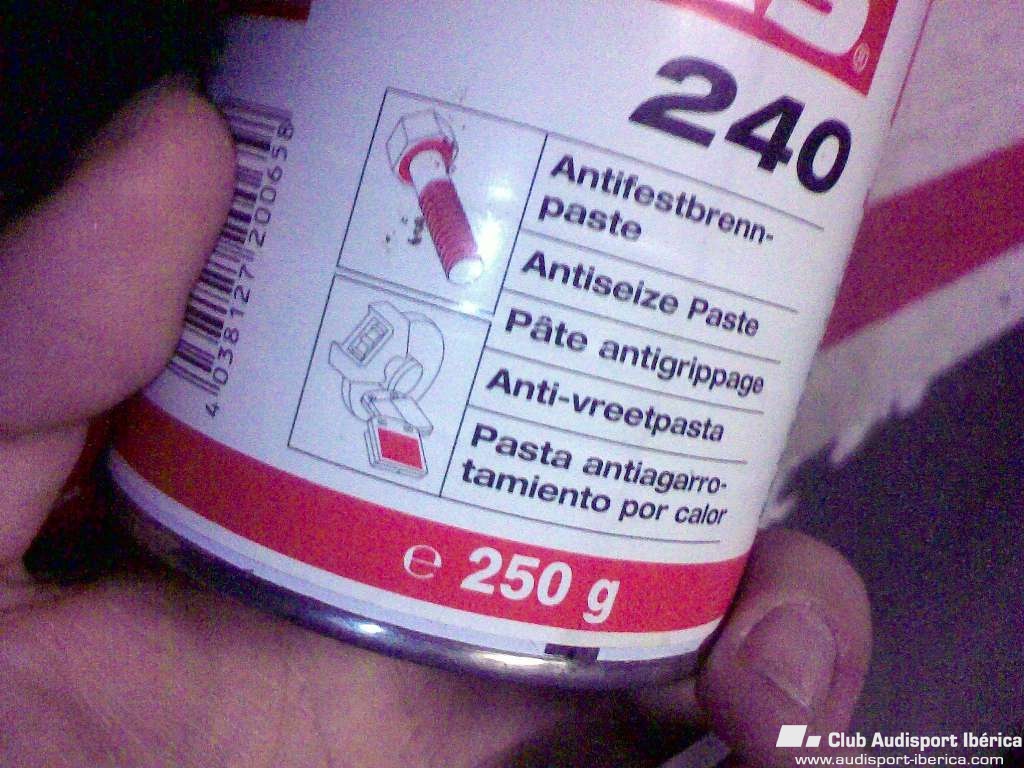 ®
240
Antifestbrenn-
paste
Antiseize Paste
Pâte antigrippage
Anti-vreetpasta
Pasta antiagarro-
tamiento por calor
4 038127 200658
e 250 g
Club Audisport Ibérica
www.audisport-iberica.com